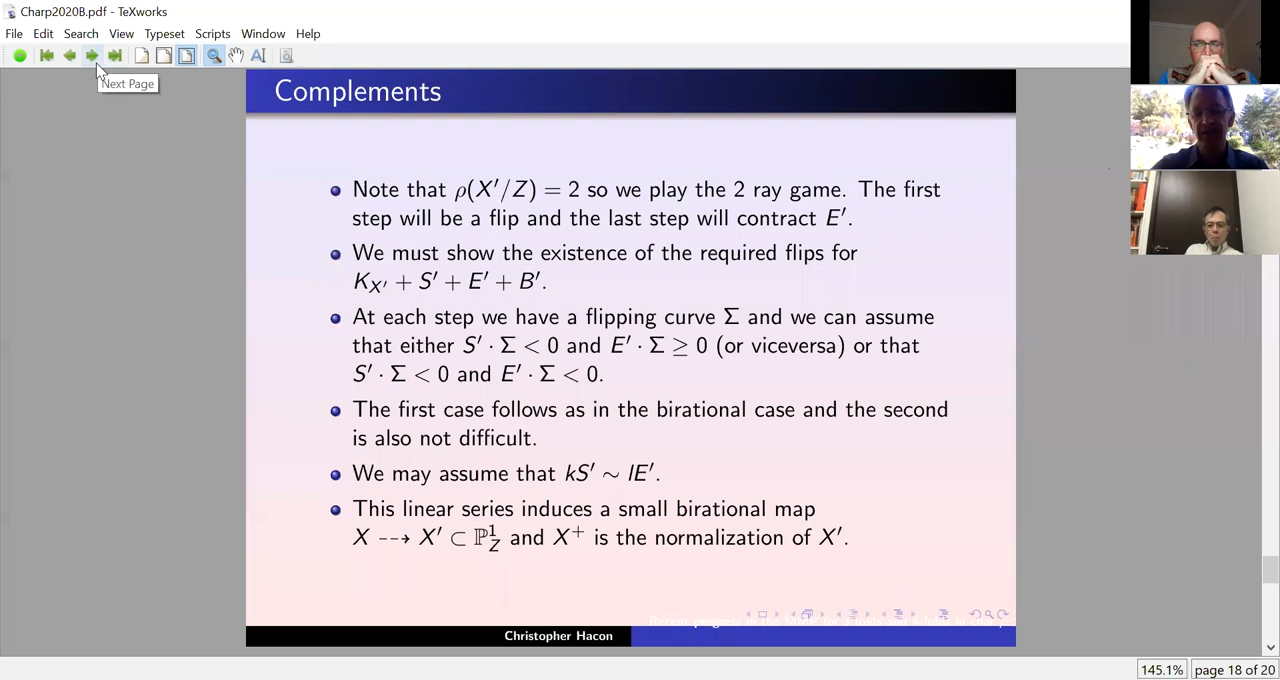 Charp2020B.pdf - TeXworks
File Edit Search View Typeset Scripts Window Help
Next Page
Complements
Note that ρ(X′/Z) = 2 so we play the 2 ray game. The first
step will be a flip and the last step will contract E′.
We must show the existence of the required flips for
K_{X′} + S′ + E′ + B′.
At each step we have a flipping curve Σ and we can assume
that either S′ · Σ < 0 and E′ · Σ ≥ 0 (or viceversa) or that
S′ · Σ < 0 and E′ · Σ < 0.
The first case follows as in the birational case and the second
is also not difficult.
We may assume that kS′ ∼ lE′.
This linear series induces a small birational map
X ⇢ X′ ⊂ ℙ¹_Z and X⁺ is the normalization of X′.
Christopher Hacon
145.1% page 18 of 20